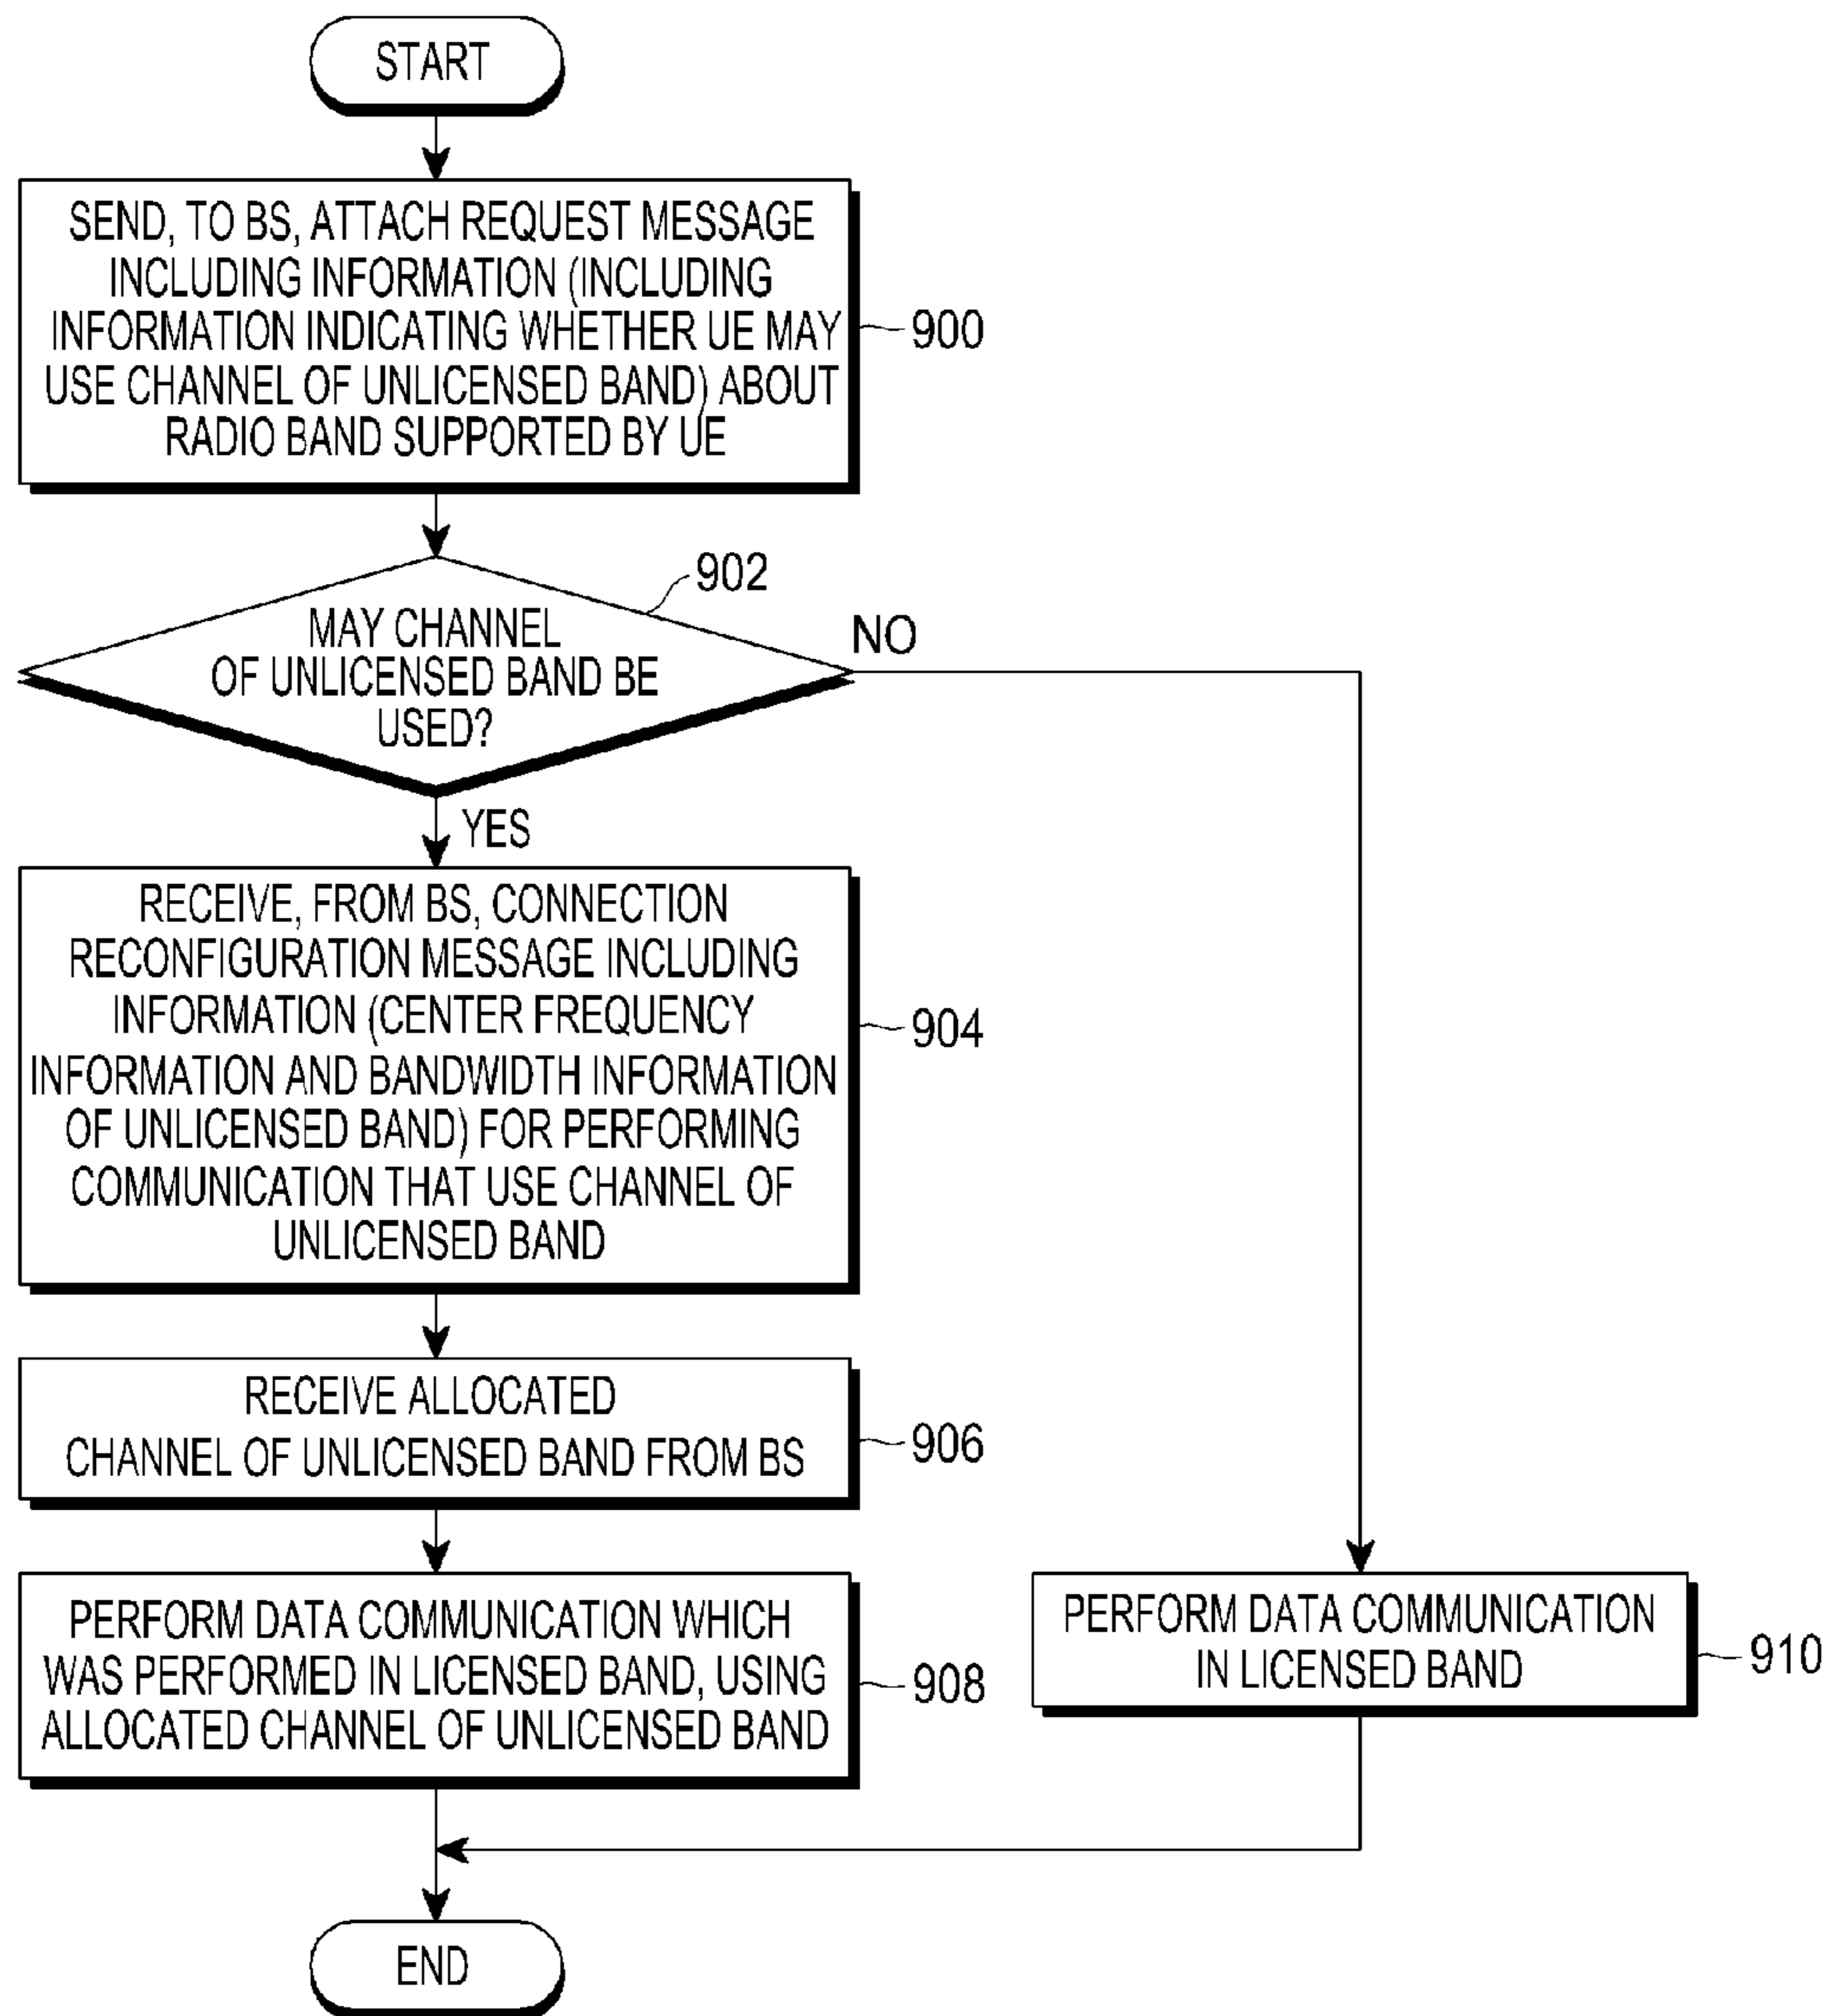 START
SEND, TO BS, ATTACH REQUEST MESSAGE
INCLUDING INFORMATION (INCLUDING
INFORMATION INDICATING WHETHER UE MAY
USE CHANNEL OF UNLICENSED BAND) ABOUT
RADIO BAND SUPPORTED BY UE
900
902
MAY CHANNEL
OF UNLICENSED BAND BE
USED?
NO
YES
RECEIVE, FROM BS, CONNECTION
RECONFIGURATION MESSAGE INCLUDING
INFORMATION (CENTER FREQUENCY
INFORMATION AND BANDWIDTH INFORMATION
OF UNLICENSED BAND) FOR PERFORMING
COMMUNICATION THAT USE CHANNEL OF
UNLICENSED BAND
904
RECEIVE ALLOCATED
CHANNEL OF UNLICENSED BAND FROM BS
906
PERFORM DATA COMMUNICATION WHICH
WAS PERFORMED IN LICENSED BAND, USING
ALLOCATED CHANNEL OF UNLICENSED BAND
908
PERFORM DATA COMMUNICATION
IN LICENSED BAND
910
END